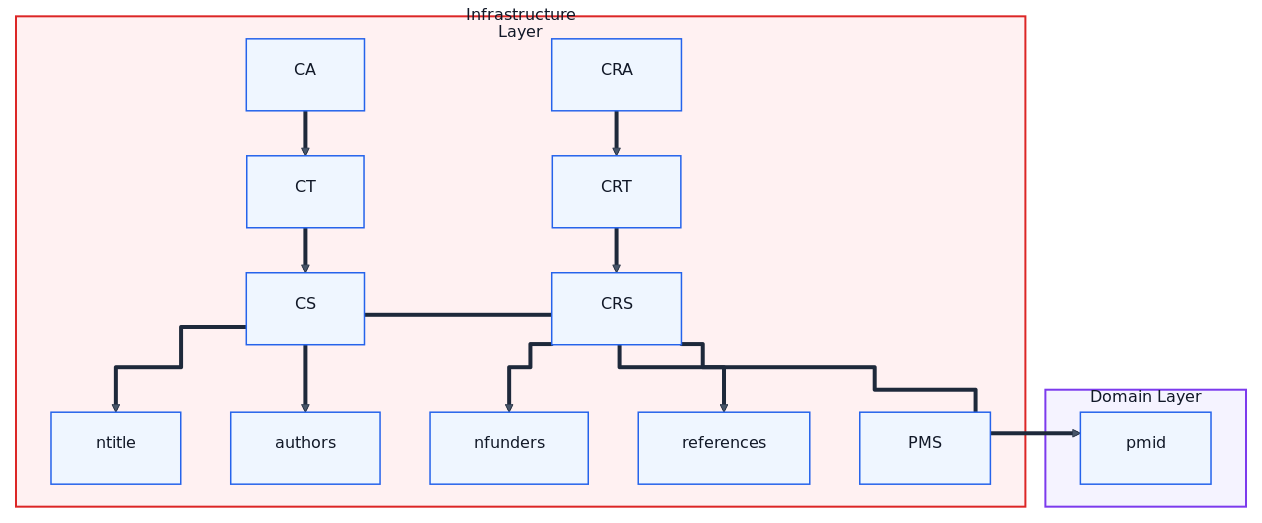 Infrastructure
Layer
CA
CRA
CT
CRT
CS
CRS
Domain Layer
ntitle
authors
nfunders
references
PMS
pmid